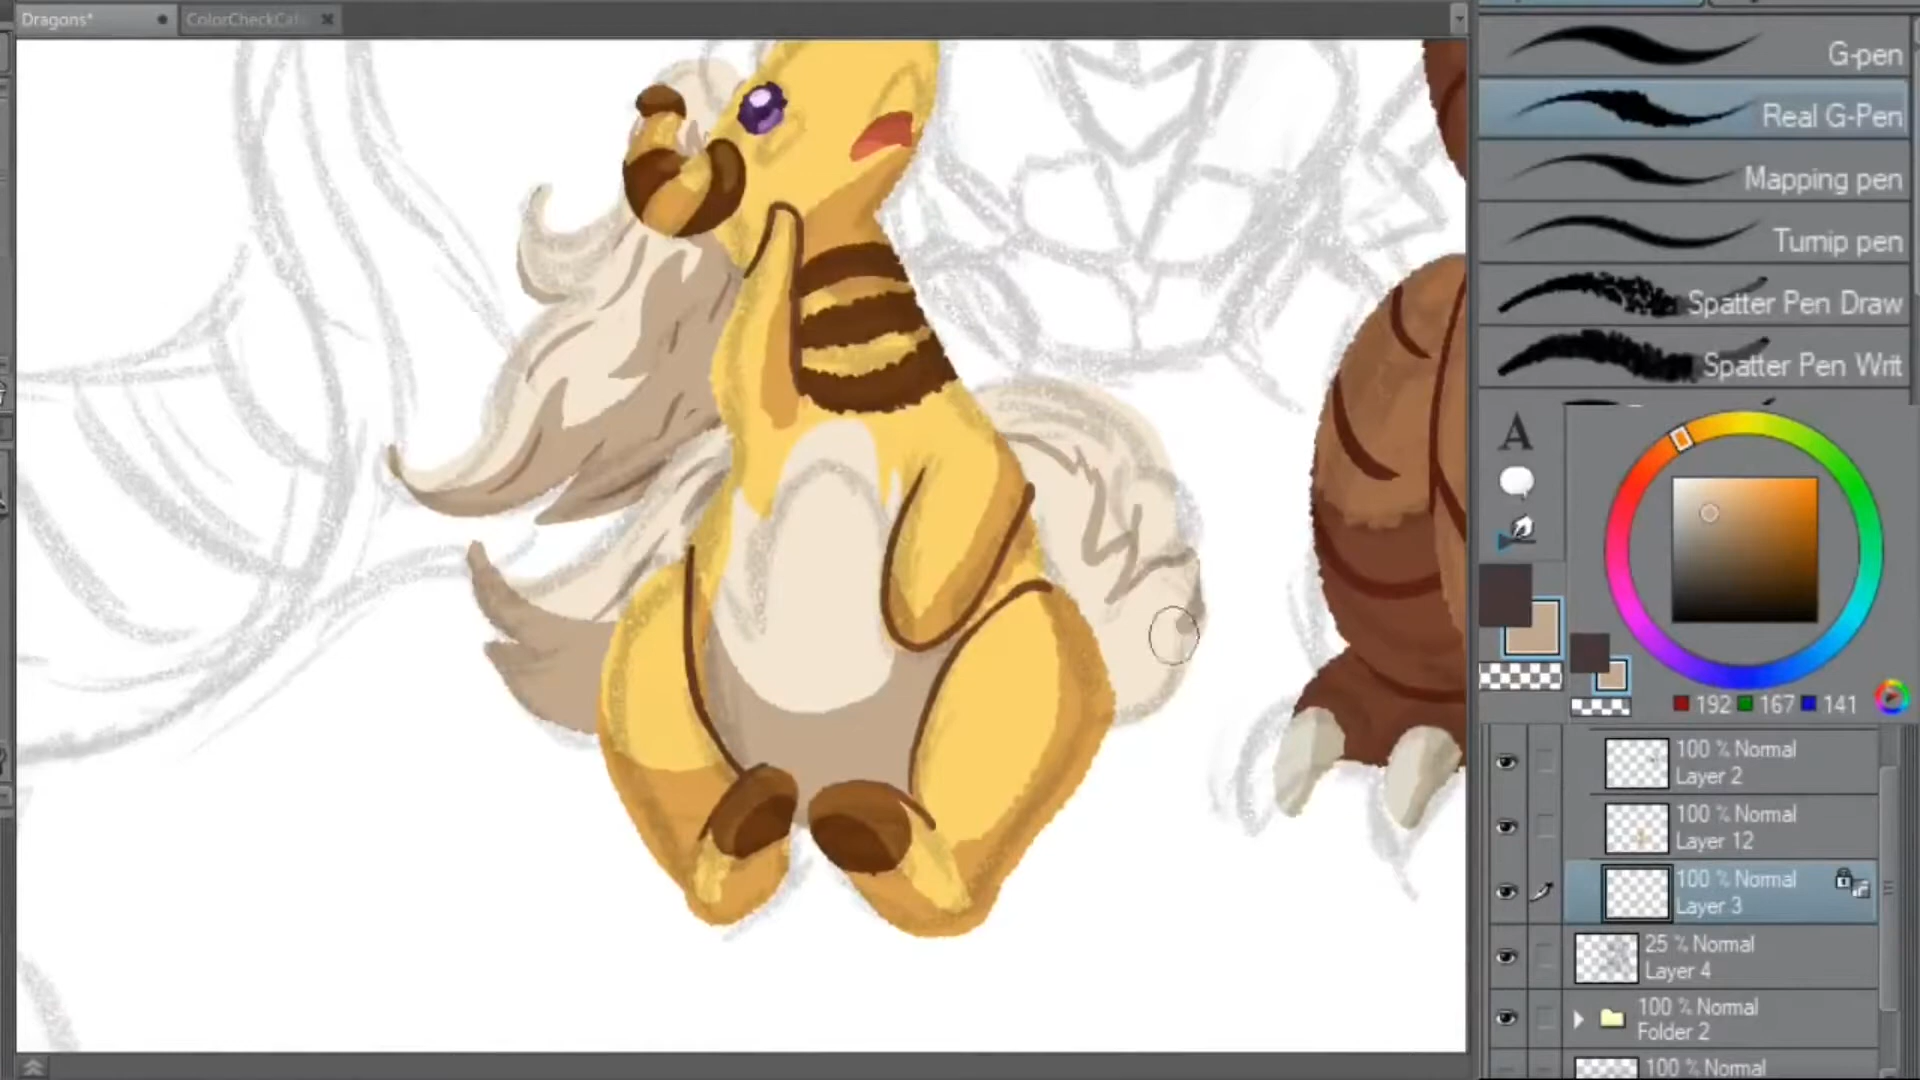 Dragons*
ColorCheckCat
G-pen
Real G-Pen
Mapping pen
Turnip pen
Spatter Pen Draw
Spatter Pen Writ
A
192 167 141
100 % Normal
Layer 2
100 % Normal
Layer 12
100 % Normal
Layer 3
25 % Normal
Layer 4
100 % Normal
Folder 2
100 % Normal